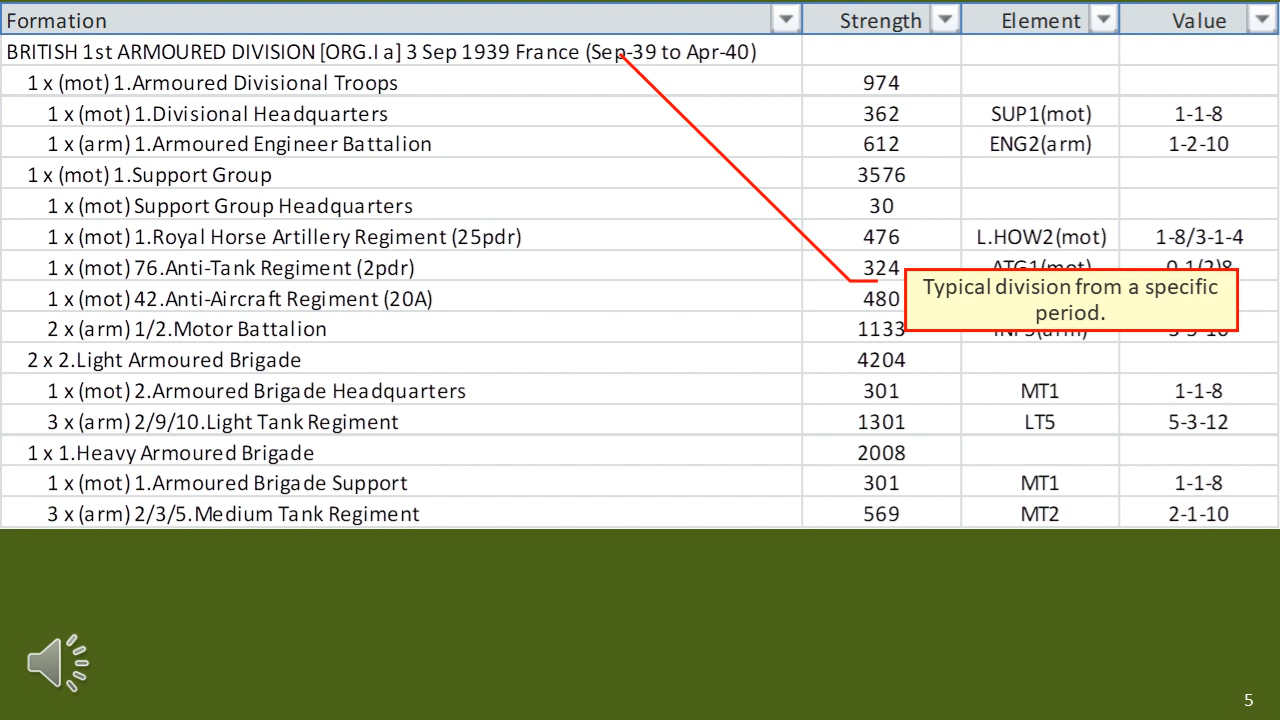 Formation Strength Element Value
BRITISH 1st ARMOURED DIVISION [ORG.I a] 3 Sep 1939 France (Sep-39 to Apr-40)
1 x (mot) 1.Armoured Divisional Troops 974
1 x (mot) 1.Divisional Headquarters 362 SUP1(mot) 1-1-8
1 x (arm) 1.Armoured Engineer Battalion 612 ENG2(arm) 1-2-10
1 x (mot) 1.Support Group 3576
1 x (mot) Support Group Headquarters 30
1 x (mot) 1.Royal Horse Artillery Regiment (25pdr) 476 L.HOW2(mot) 1-8/3-1-4
1 x (mot) 76.Anti-Tank Regiment (2pdr) 324 ATG1(mot) 0-1(2)8
1 x (mot) 42.Anti-Aircraft Regiment (20A) 480
Typical division from a specific
period.
2 x (arm) 1/2.Motor Battalion 1133
2 x 2.Light Armoured Brigade 4204
1 x (mot) 2.Armoured Brigade Headquarters 301 MT1 1-1-8
3 x (arm) 2/9/10.Light Tank Regiment 1301 LT5 5-3-12
1 x 1.Heavy Armoured Brigade 2008
1 x (mot) 1.Armoured Brigade Support 301 MT1 1-1-8
3 x (arm) 2/3/5.Medium Tank Regiment 569 MT2 2-1-10
5